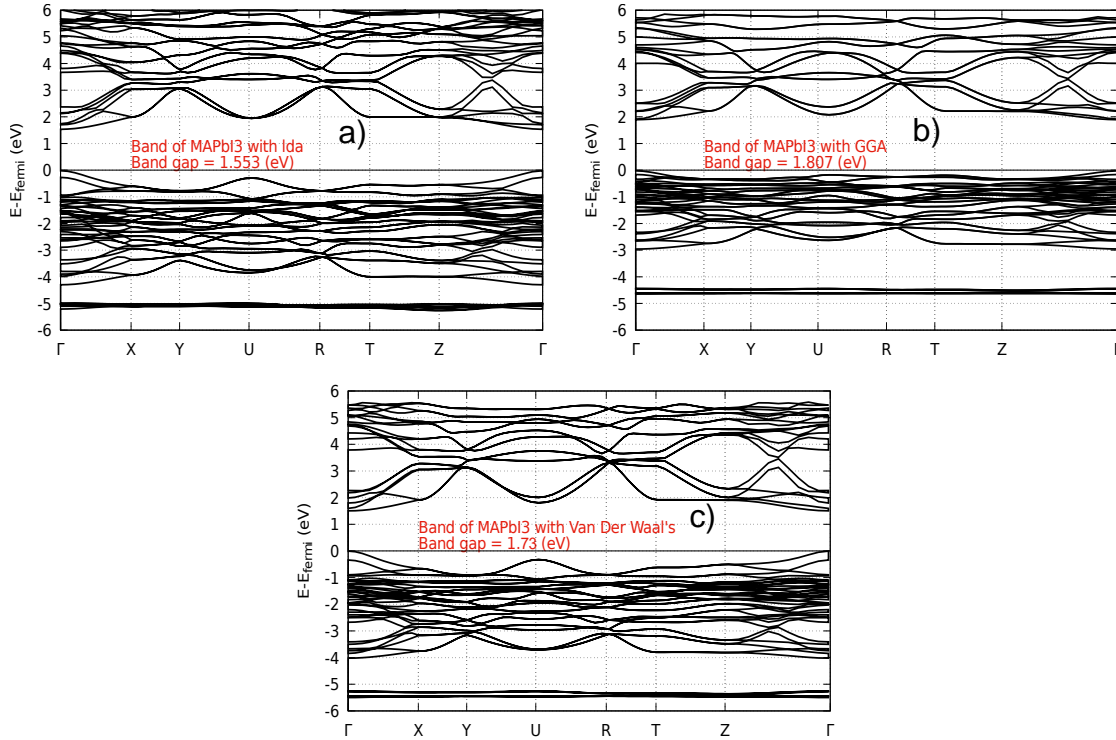 6
5
4
3
2
1
0
-1
-2
-3
-4
-5
-6
E-Efermi (eV)
a)
Band of MAPbI3 with lda
Band gap = 1.553 (eV)
Γ X Y U R T Z Γ
6
5
4
3
2
1
0
-1
-2
-3
-4
-5
-6
E-Efermi (eV)
b)
Band of MAPbI3 with GGA
Band gap = 1.807 (eV)
Γ X Y U R T Z
6
5
4
3
2
1
0
-1
-2
-3
-4
-5
-6
E-Efermi (eV)
c)
Band of MAPbI3 with Van Der Waal's
Band gap = 1.73 (eV)
Γ X Y U R T Z Γ